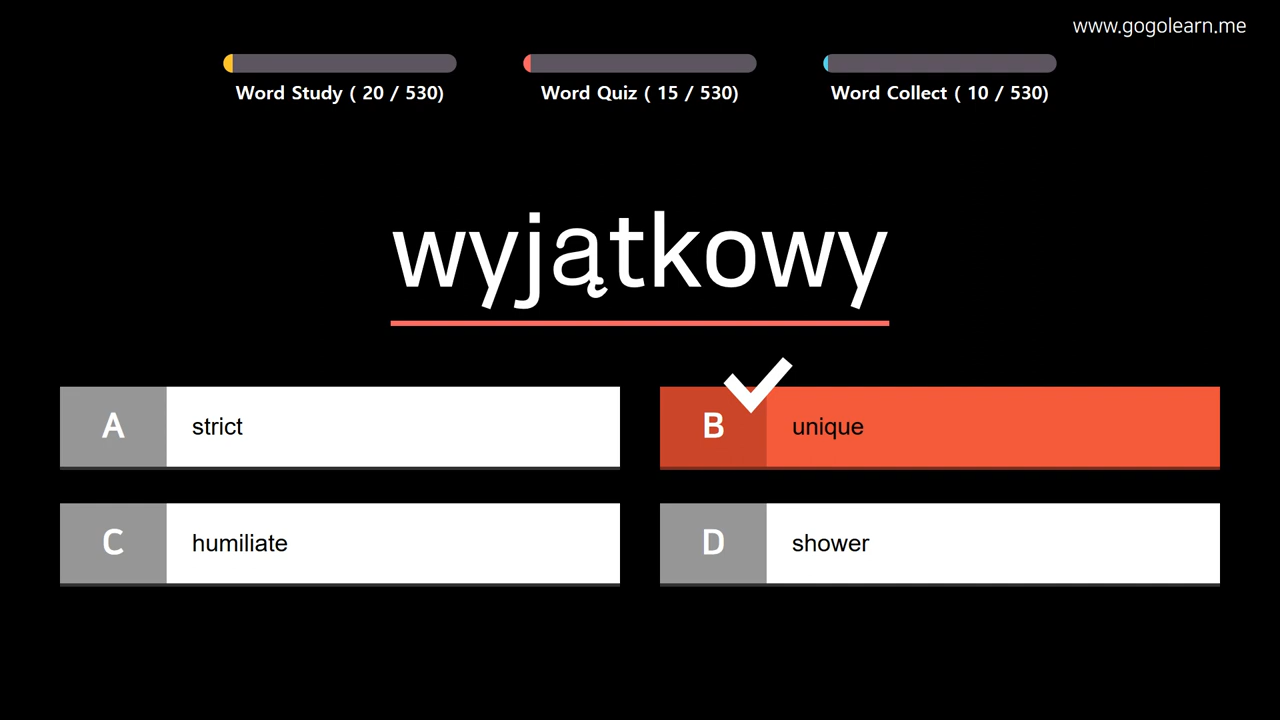 www.gogolearn.me
Word Study ( 20 / 530)
Word Quiz ( 15 / 530)
Word Collect ( 10 / 530)
wyjątkowy
A strict
B unique
C humiliate
D shower